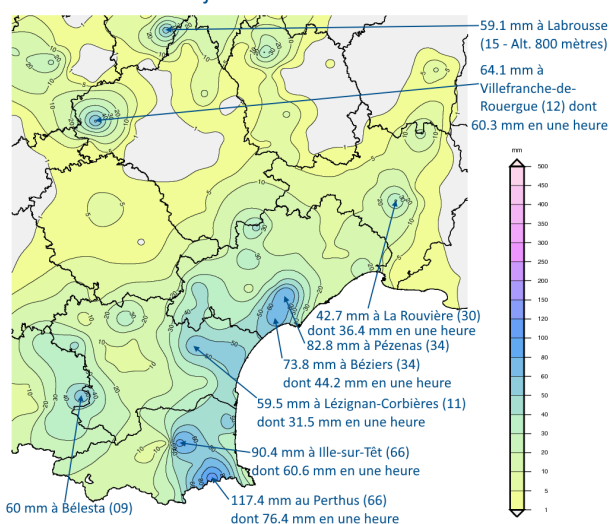 59.1 mm à Labrousse
(15 - Alt. 800 mètres)
64.1 mm à
Villefranche-de-
Rouergue (12) dont
60.3 mm en une heure
mm
500
450
400
350
300
250
200
150
120
100
80
70
60
50
40
30
20
10
5
1
42.7 mm à La Rouvière (30)
dont 36.4 mm en une heure
82.8 mm à Pézenas (34)
73.8 mm à Béziers (34)
dont 44.2 mm en une heure
59.5 mm à Lézignan-Corbières (11)
dont 31.5 mm en une heure
90.4 mm à Ille-sur-Têt (66)
dont 60.6 mm en une heure
60 mm à Bélesta (09)
117.4 mm au Perthus (66)
dont 76.4 mm en une heure